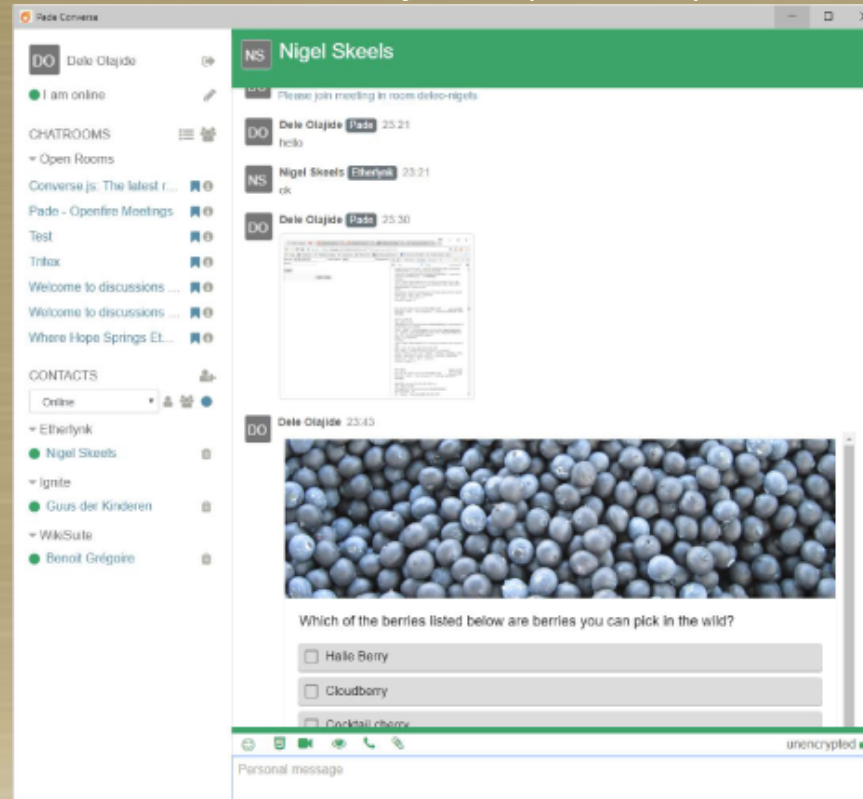 Pade Converse
DO Dele Olajide
I am online
CHATROOMS
Open Rooms
Converse.js: The latest r...
Pade - Openfire Meetings
Test
Tritex
Welcome to discussions ...
Welcome to discussions ...
Where Hope Springs Et...
CONTACTS
Online
Etherlynk
Nigel Skeels
Ignite
Guus der Kinderen
WikiSuite
Benoit Grégoire
NS Nigel Skeels
DO
Please join meeting in room deleo-nigels
DO Dele Olajide Pade 23:21
hello
NS Nigel Skeels Etherlynk 23:21
ok
DO Dele Olajide Pade 23:30
DO Dele Olajide 23:43
Which of the berries listed below are berries you can pick in the wild?
Halle Berry
Cloudberry
Cocktail cherry
unencrypted
Personal message